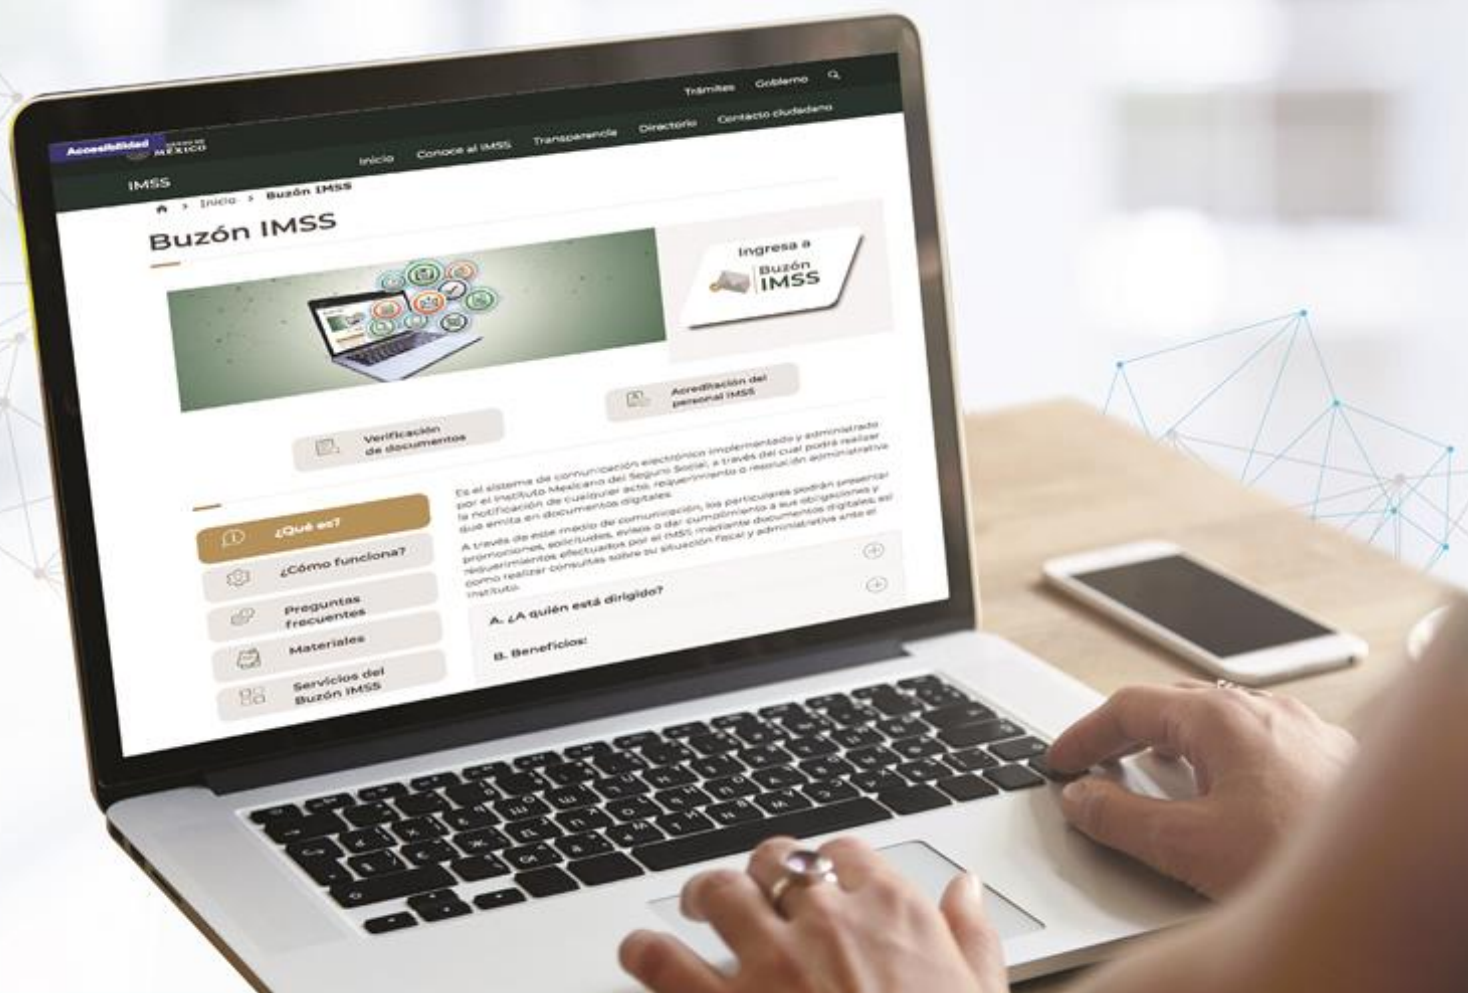 Trámites Gobierno
Accesibilidad
MÉXICO
Inicio Conoce al IMSS Transparencia Directorio Contacto ciudadano
IMSS
> Inicio > Buzón IMSS
Buzón IMSS
Ingresa a
Buzón
IMSS
Verificación
de documentos
Acreditación del
personal IMSS
¿Qué es?
¿Cómo funciona?
Preguntas
frecuentes
Materiales
Servicios del
Buzón IMSS
Es el sistema de comunicación electrónico implementado y administrado
por el Instituto Mexicano del Seguro Social, a través del cual podrá realizar
la notificación de cualquier acto, requerimiento o resolución administrativa
que emita en documentos digitales.
A través de este medio de comunicación, los particulares podrán presentar
promociones, solicitudes, avisos o dar cumplimiento a sus obligaciones y
requerimientos efectuados por el IMSS mediante documentos digitales, así
como realizar consultas sobre su situación fiscal y administrativa ante el
Instituto.
A. ¿A quién está dirigido?
B. Beneficios: